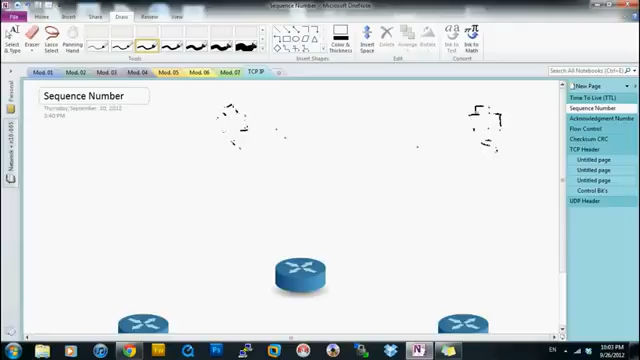 Sequence Number - Microsoft OneNote
File Home Insert Share Draw Review View
Select & Type
Eraser
Lasso Select
Panning Hand
Color & Thickness
Insert Space
Delete
Arrange
Rotate
Ink to Text
Ink to Math
Tools
Insert Shapes
Edit
Convert
Mod. 01 Mod. 02 Mod. 03 Mod. 04 Mod. 05 Mod. 06 Mod. 07 TCP IP
Search All Notebooks (Ctrl+E)
Personal
Sequence Number
Thursday, September 20, 2012
3:40 PM
New Page
Time To Live (TTL)
Sequence Number
Acknowledgment Numbe
Flow Control
Checksum CRC
TCP Header
Untitled page
Untitled page
Untitled page
Control Bit's
UDP Header
EN
10:03 PM
9/26/2012